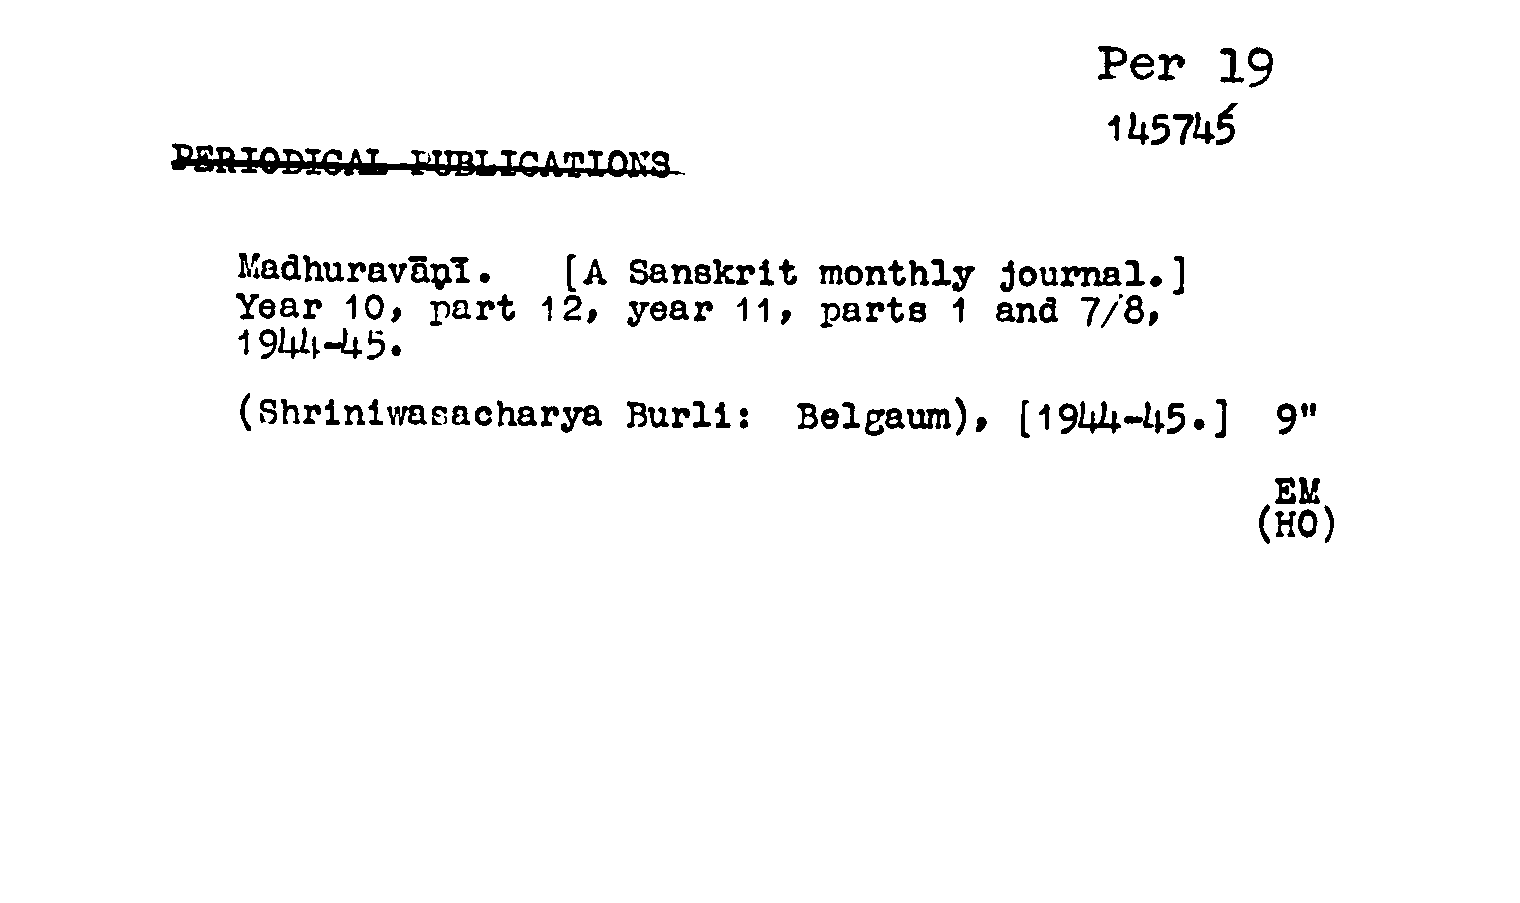 Per 19
145745
PERIODICAL PUBLICATIONS
Madhuravāṇī. [A Sanskrit monthly journal.]
Year 10, part 12, year 11, parts 1 and 7/8,
1944-45.
(Shriniwasacharya Burli: Belgaum), [1944-45.] 9"
EM
(HO)